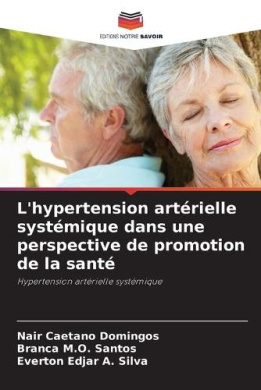 EDITIONS NOTRE SAVOIR
L'hypertension artérielle
systémique dans une
perspective de promotion
de la santé
Hypertension artérielle systémique
Nair Caetano Domingos
Branca M.O. Santos
Everton Edjar A. Silva